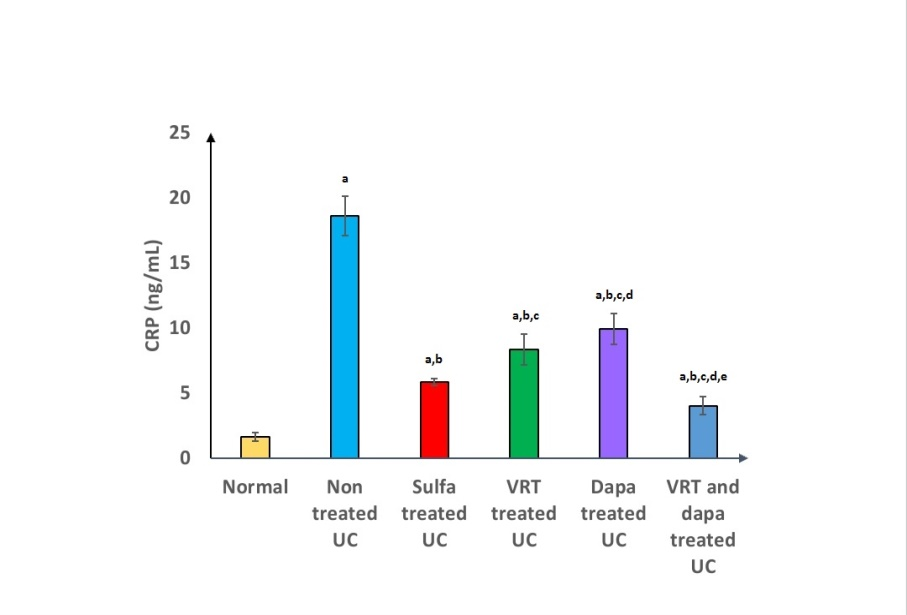 25
20
15
10
5
0
CRP (ng/mL)
a
a,b
a,b,c
a,b,c,d
a,b,c,d,e
Normal
Non
treated
UC
Sulfa
treated
UC
VRT
treated
UC
Dapa
treated
UC
VRT and
dapa
treated
UC